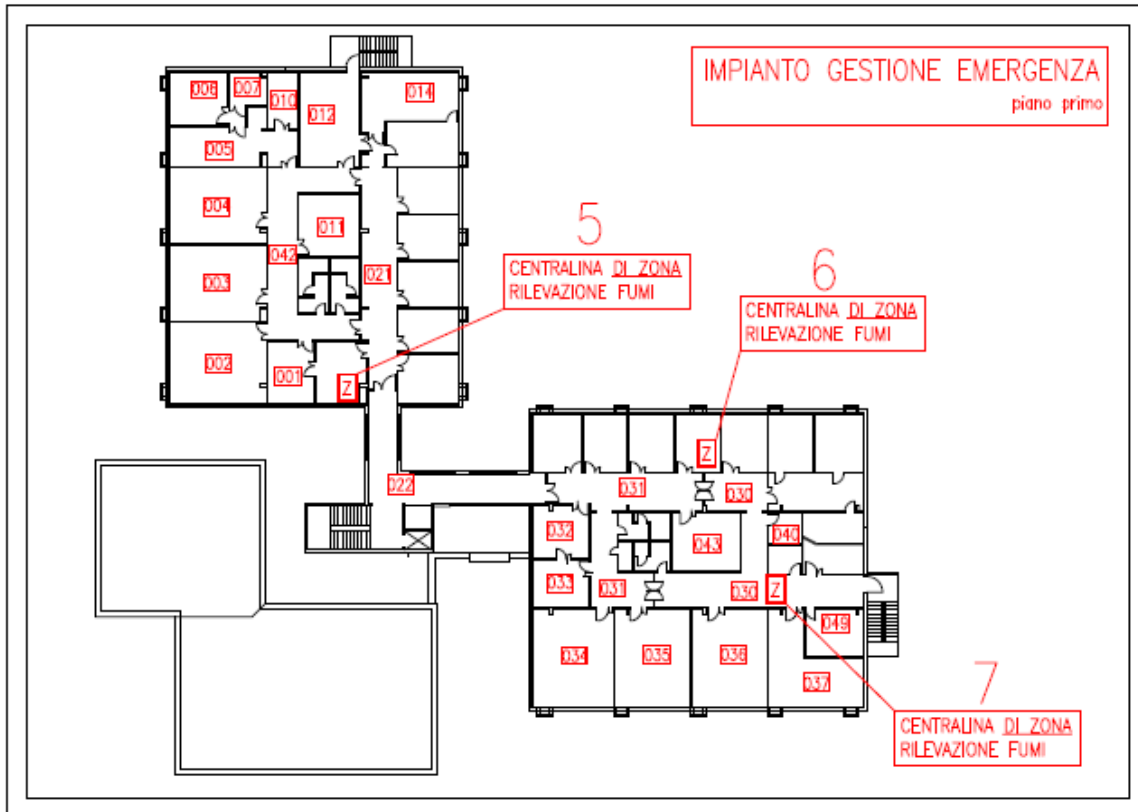 IMPIANTO GESTIONE EMERGENZA
piano primo
006
007
010
012
014
005
004
011
042
003
021
002
001
Z
5
CENTRALINA DI ZONA
RILEVAZIONE FUMI
6
CENTRALINA DI ZONA
RILEVAZIONE FUMI
Z
022
031
030
032
043
040
033
031
030
Z
049
034
035
036
037
7
CENTRALINA DI ZONA
RILEVAZIONE FUMI